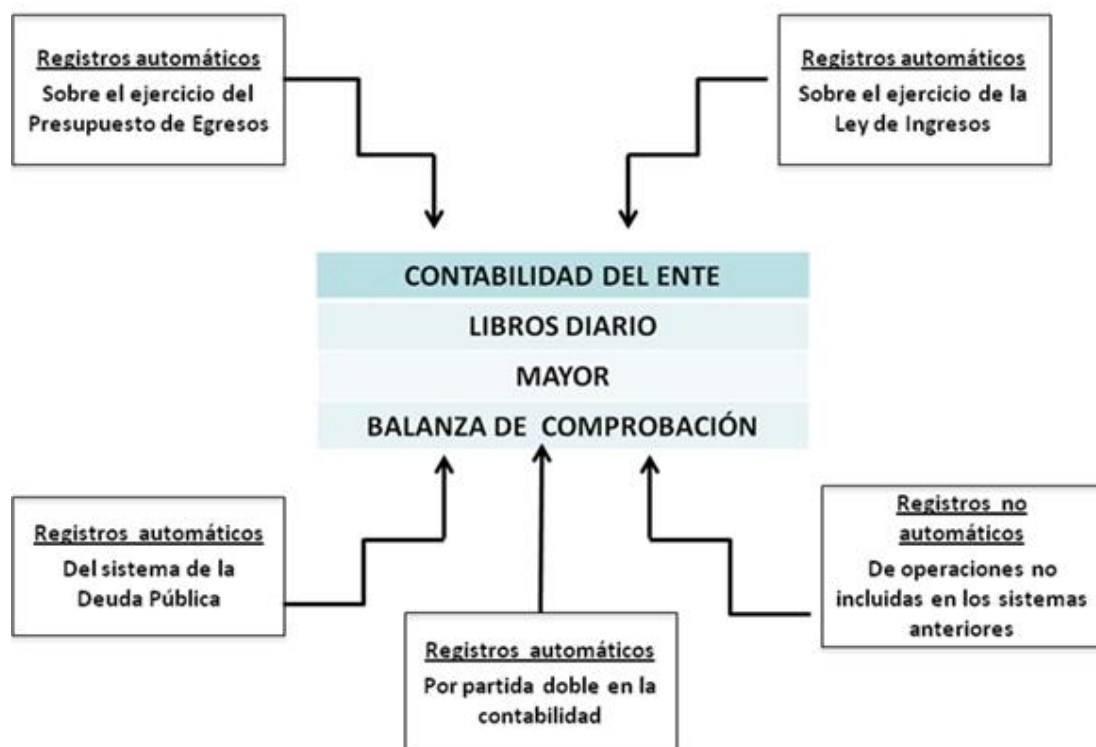 Registros automáticos
Sobre el ejercicio del
Presupuesto de Egresos
Registros automáticos
Sobre el ejercicio de la
Ley de Ingresos
CONTABILIDAD DEL ENTE
LIBROS DIARIO
MAYOR
BALANZA DE COMPROBACIÓN
Registros automáticos
Del sistema de la
Deuda Pública
Registros automáticos
Por partida doble en la
contabilidad
Registros no
automáticos
De operaciones no
incluidas en los sistemas
anteriores